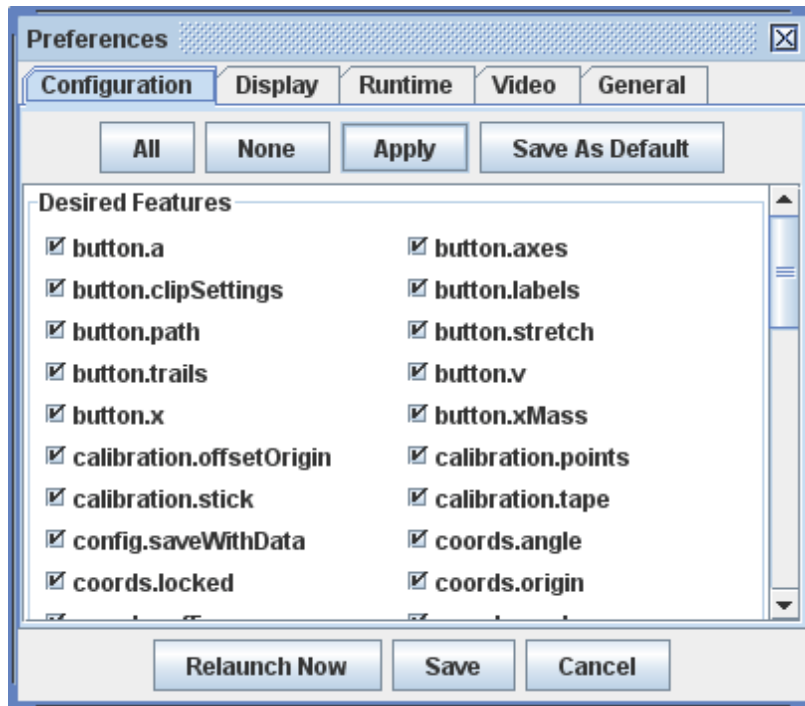 Preferences
Configuration Display Runtime Video General
All None Apply Save As Default
Desired Features
button.a button.axes
button.clipSettings button.labels
button.path button.stretch
button.trails button.v
button.x button.xMass
calibration.offsetOrigin calibration.points
calibration.stick calibration.tape
config.saveWithData coords.angle
coords.locked coords.origin
Relaunch Now Save Cancel